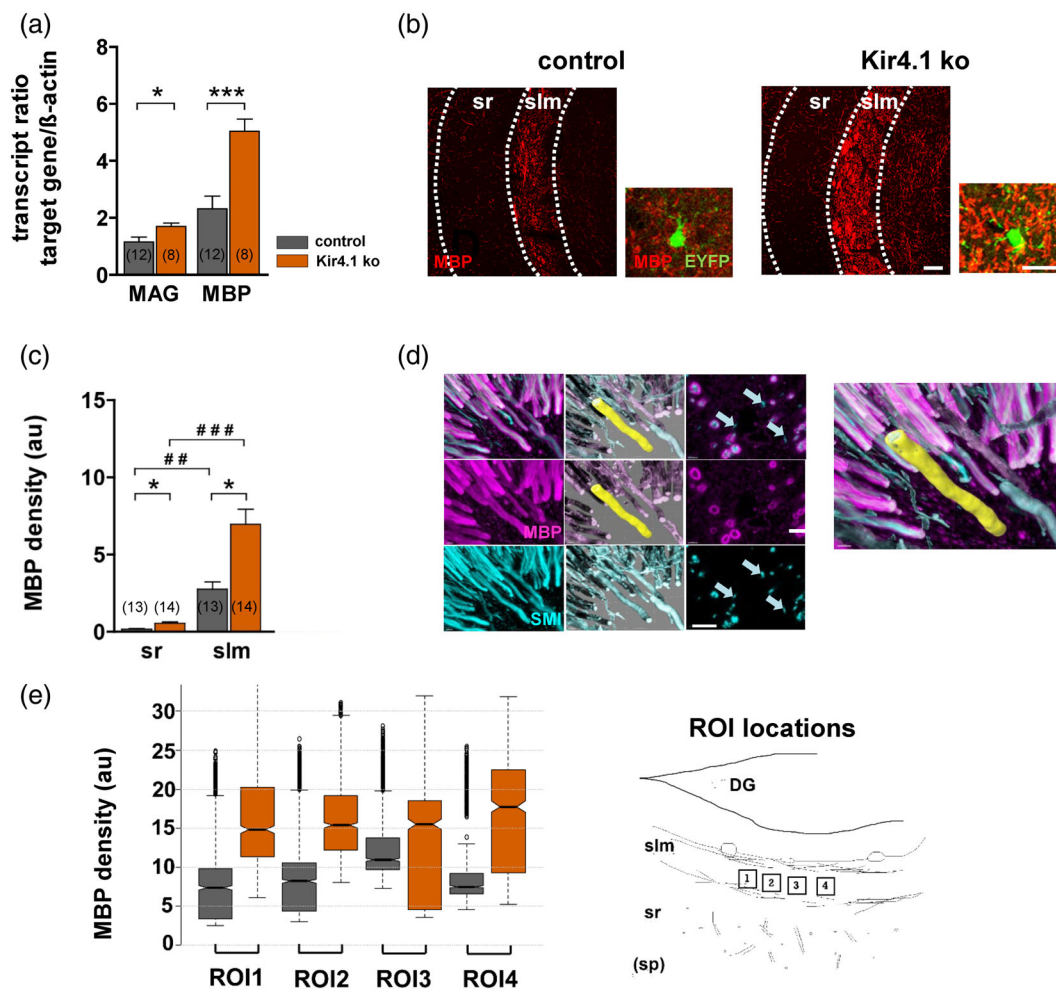 (a)
transcript ratio
target gene/ß-actin
8
6
4
2
0
*
***
(12)
(8)
(12)
(8)
MAG MBP
control
Kir4.1 ko
(b)
control
Kir4.1 ko
sr slm
sr slm
D
MBP
MBP EYFP
(c)
MBP density (au)
15
10
5
0
###
##
*
*
(13) (14) (13) (14)
sr slm
(d)
MBP
SMI
(e)
MBP density (au)
30
25
20
15
10
5
0
ROI1 ROI2 ROI3 ROI4
ROI locations
DG
slm
1 2 3 4
sr
(sp)